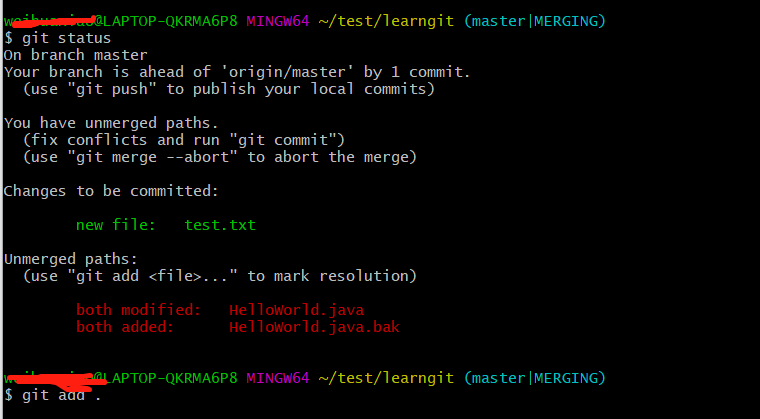 @LAPTOP-QKRMA6P8 MINGW64 ~/test/learngit (master|MERGING)
$ git status
On branch master
Your branch is ahead of 'origin/master' by 1 commit.
  (use "git push" to publish your local commits)
You have unmerged paths.
  (fix conflicts and run "git commit")
  (use "git merge --abort" to abort the merge)
Changes to be committed:
        new file:   test.txt
Unmerged paths:
  (use "git add <file>..." to mark resolution)
        both modified:   HelloWorld.java
        both added:      HelloWorld.java.bak
@LAPTOP-QKRMA6P8 MINGW64 ~/test/learngit (master|MERGING)
$ git add .